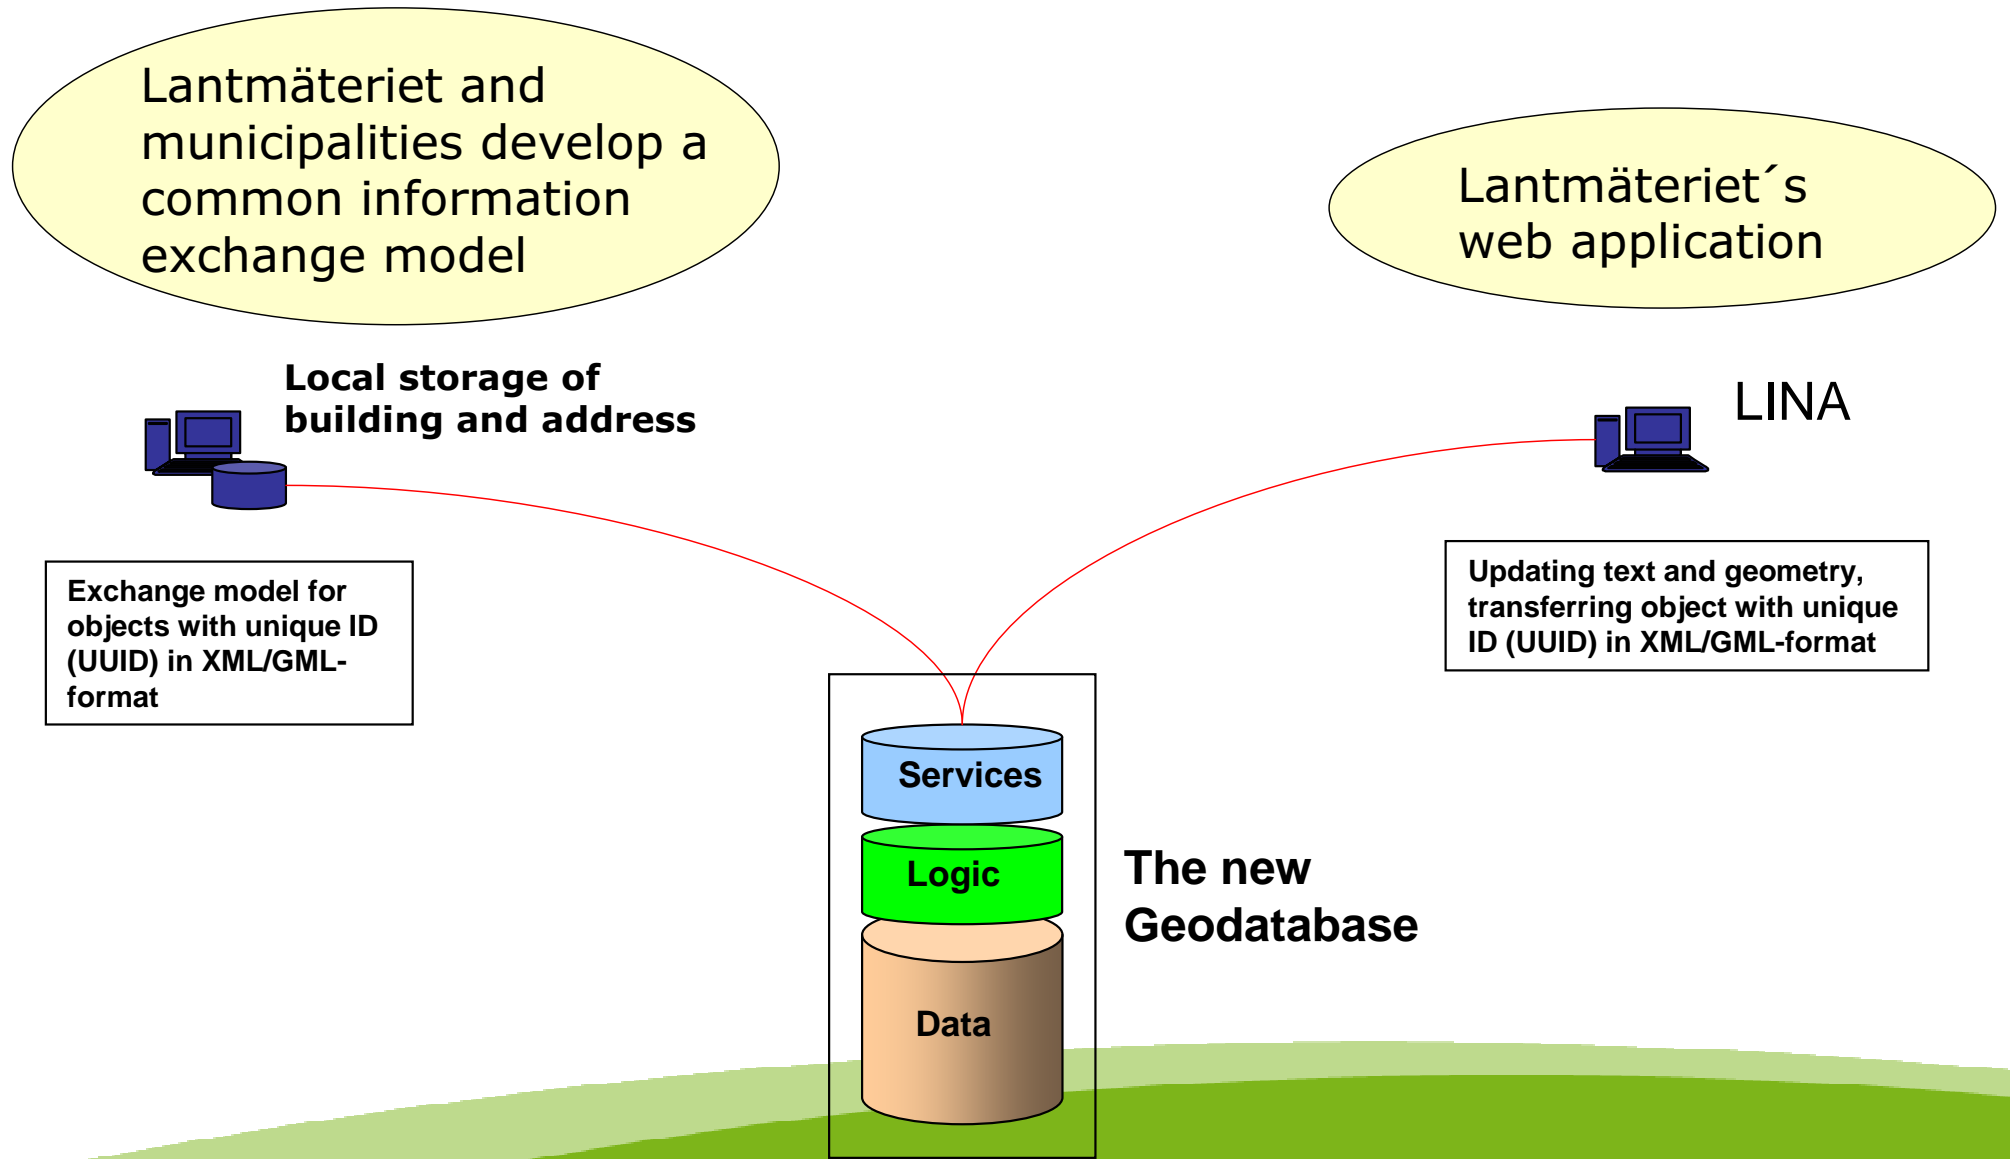 Lantmäteriet and
municipalities develop a
common information
exchange model
Lantmäteriet´s
web application
Local storage of
building and address
LINA
Exchange model for
objects with unique ID
(UUID) in XML/GML-
format
Updating text and geometry,
transferring object with unique
ID (UUID) in XML/GML-format
Services
Logic
Data
The new
Geodatabase